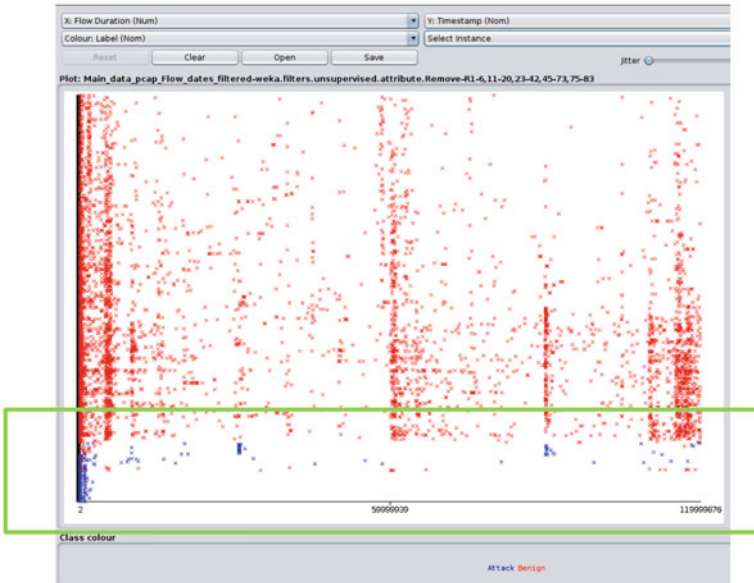 X: Flow Duration (Num) Y: Timestamp (Nom)
Colour: Label (Nom) Select Instance
Reset Clear Open Save Jitter
Plot: Main_data_pcap_Flow_dates_filtered-weka.filters.unsupervised.attribute.Remove-R1-6,11-20,23-42,45-73,75-83
2 59999939 119999876
Class colour
Attack Benign